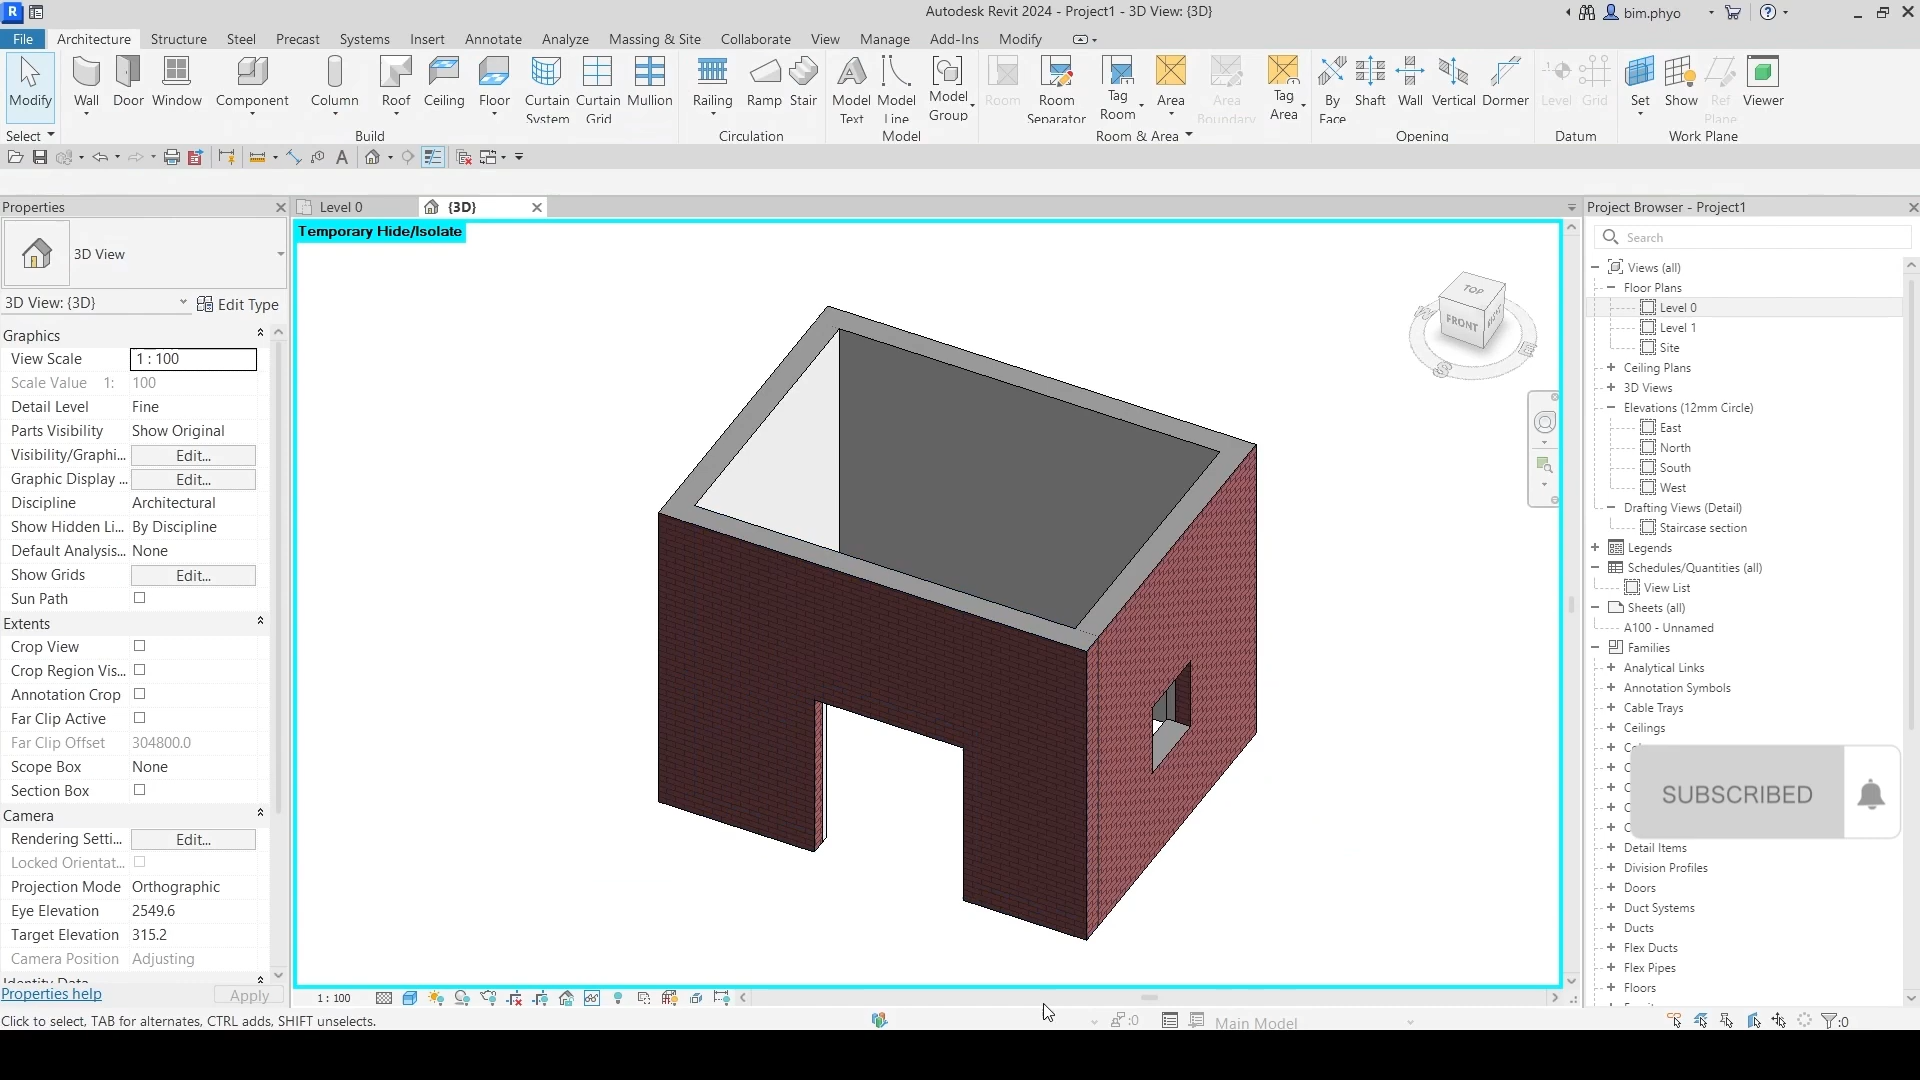 Autodesk Revit 2024 - Project1 - 3D View: {3D}
bim.phyo
File Architecture Structure Steel Precast Systems Insert Annotate Analyze Massing & Site Collaborate View Manage Add-Ins Modify
Modify Wall Door Window Component Column Roof Ceiling Floor Curtain System Curtain Grid Mullion Railing Ramp Stair Model Text Model Line Model Group Room Room Separator Tag Room Area Area Boundary Tag Area By Face Shaft Wall Vertical Dormer Level Grid Set Show Ref Plane Viewer
Select Build Circulation Model Room & Area Opening Datum Work Plane
Properties
Level 0
{3D}
Project Browser - Project1
Temporary Hide/Isolate
3D View
3D View: {3D}
Edit Type
Graphics
View Scale 1 : 100
Scale Value 1: 100
Detail Level Fine
Parts Visibility Show Original
Visibility/Graphi... Edit...
Graphic Display ... Edit...
Discipline Architectural
Show Hidden Li... By Discipline
Default Analysis... None
Show Grids Edit...
Sun Path
Extents
Crop View
Crop Region Vis...
Annotation Crop
Far Clip Active
Far Clip Offset 304800.0
Scope Box None
Section Box
Camera
Rendering Setti... Edit...
Locked Orientat...
Projection Mode Orthographic
Eye Elevation 2549.6
Target Elevation 315.2
Camera Position Adjusting
Identity Data
Properties help
Apply
TOP
FRONT
W
S
E
Search
Views (all)
Floor Plans
Level 0
Level 1
Site
Ceiling Plans
3D Views
Elevations (12mm Circle)
East
North
South
West
Drafting Views (Detail)
Staircase section
Legends
Schedules/Quantities (all)
View List
Sheets (all)
A100 - Unnamed
Families
Analytical Links
Annotation Symbols
Cable Trays
Ceilings
SUBSCRIBED
Detail Items
Division Profiles
Doors
Duct Systems
Ducts
Flex Ducts
Flex Pipes
Floors
1 : 100
Click to select, TAB for alternates, CTRL adds, SHIFT unselects.
:0
Main Model
:0